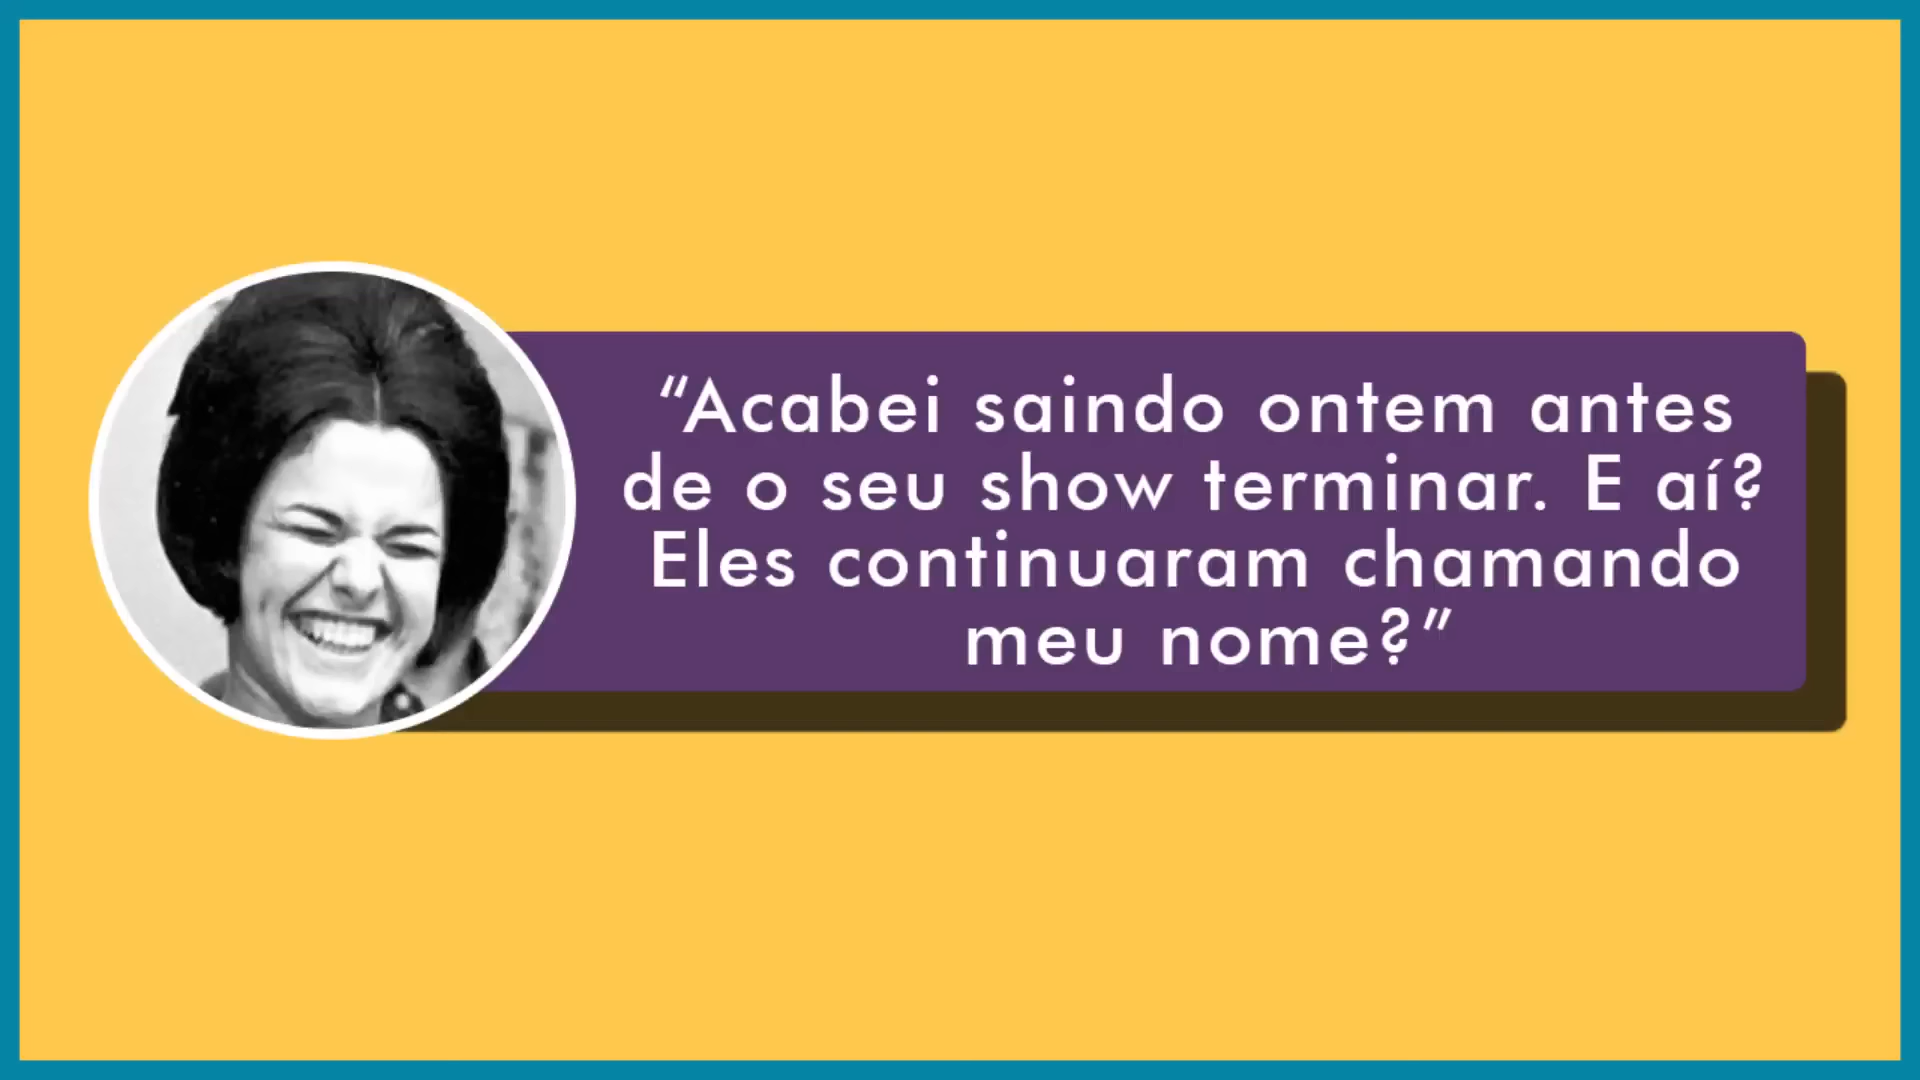 “Acabei saindo ontem antes
de o seu show terminar. E aí?
Eles continuaram chamando
meu nome?”